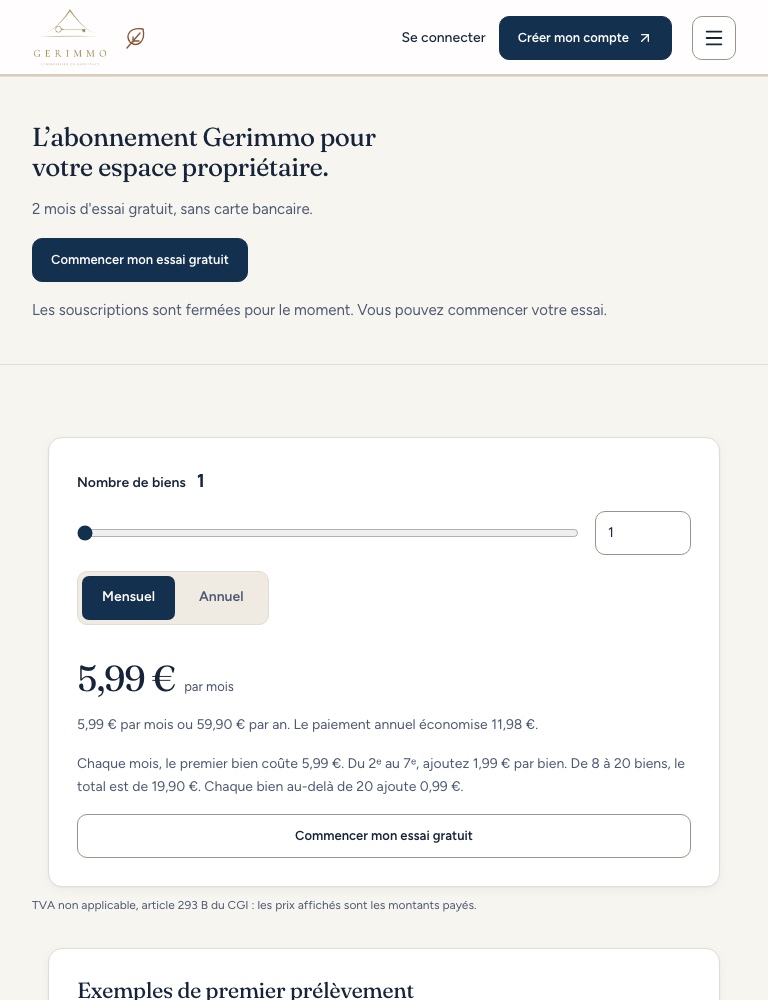 GERIMMO
Se connecter
Créer mon compte
L’abonnement Gerimmo pour
votre espace propriétaire.
2 mois d'essai gratuit, sans carte bancaire.
Commencer mon essai gratuit
Les souscriptions sont fermées pour le moment. Vous pouvez commencer votre essai.
Nombre de biens 1
1
Mensuel
Annuel
5,99 € par mois
5,99 € par mois ou 59,90 € par an. Le paiement annuel économise 11,98 €.
Chaque mois, le premier bien coûte 5,99 €. Du 2ᵉ au 7ᵉ, ajoutez 1,99 € par bien. De 8 à 20 biens, le
total est de 19,90 €. Chaque bien au-delà de 20 ajoute 0,99 €.
Commencer mon essai gratuit
TVA non applicable, article 293 B du CGI : les prix affichés sont les montants payés.
Exemples de premier prélèvement